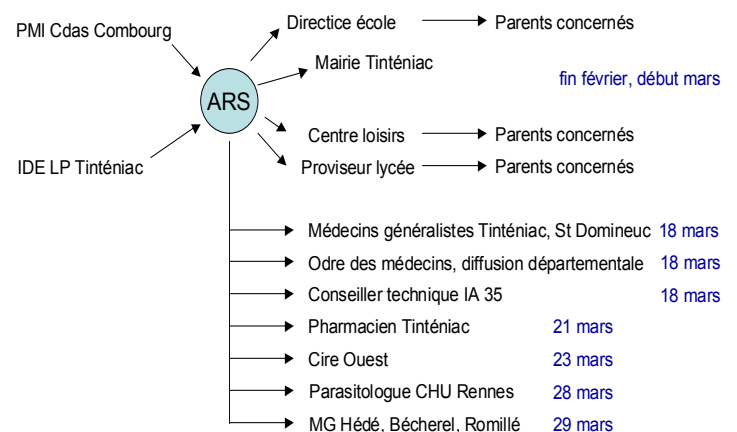 PMI Cdas Combourg
Directice école
Parents concernés
Mairie Tinténiac
fin février, début mars
ARS
Centre loisirs
Parents concernés
IDE LP Tinténiac
Proviseur lycée
Parents concernés
Médecins généralistes Tinténiac, St Domineuc 18 mars
Odre des médecins, diffusion départementale 18 mars
Conseiller technique IA 35 18 mars
Pharmacien Tinténiac 21 mars
Cire Ouest 23 mars
Parasitologue CHU Rennes 28 mars
MG Hédé, Bécherel, Romillé 29 mars